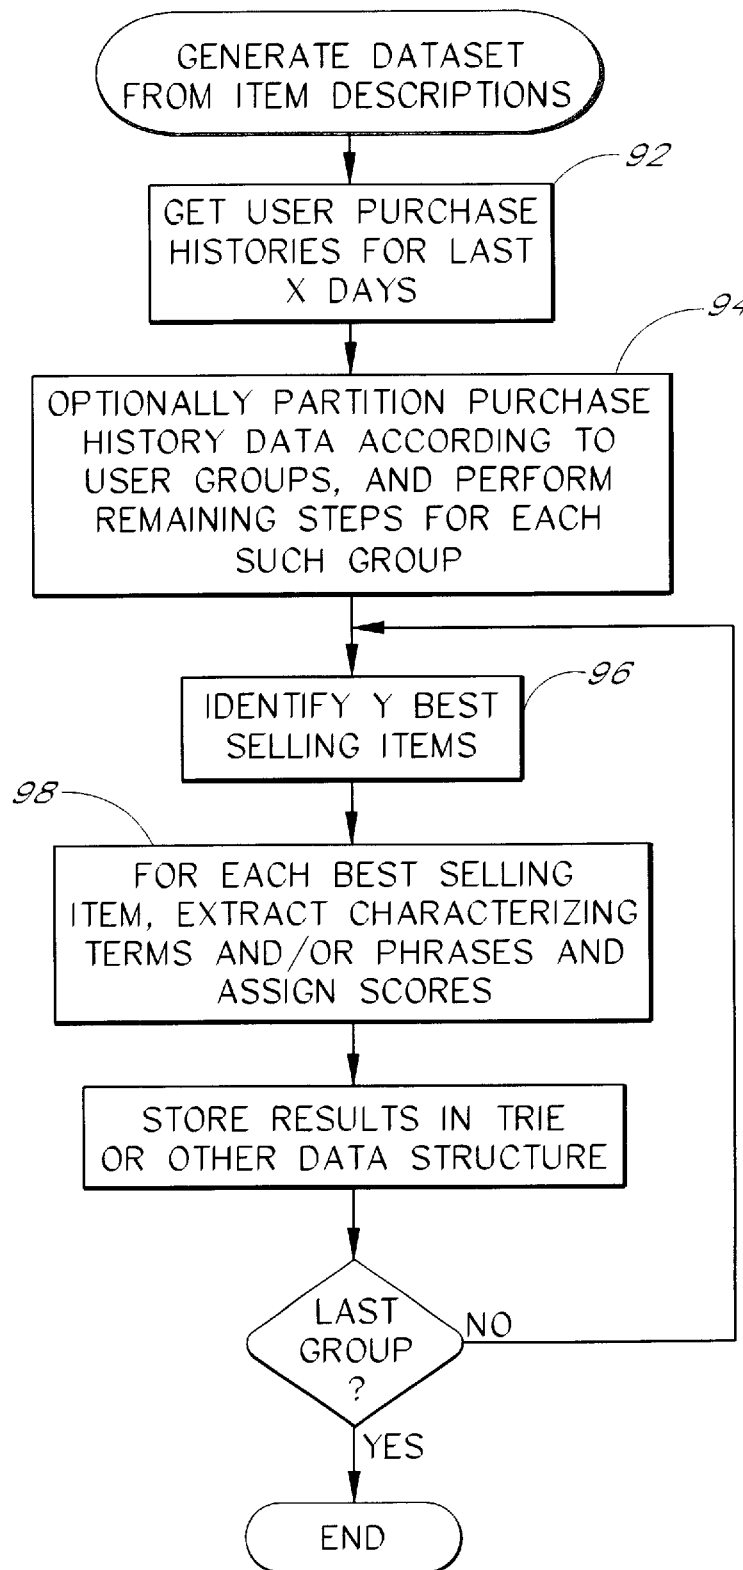 GENERATE DATASET
FROM ITEM DESCRIPTIONS
92
GET USER PURCHASE
HISTORIES FOR LAST
X DAYS
94
OPTIONALLY PARTITION PURCHASE
HISTORY DATA ACCORDING TO
USER GROUPS, AND PERFORM
REMAINING STEPS FOR EACH
SUCH GROUP
96
IDENTIFY Y BEST
SELLING ITEMS
98
FOR EACH BEST SELLING
ITEM, EXTRACT CHARACTERIZING
TERMS AND/OR PHRASES AND
ASSIGN SCORES
STORE RESULTS IN TRIE
OR OTHER DATA STRUCTURE
LAST
GROUP
?
NO
YES
END